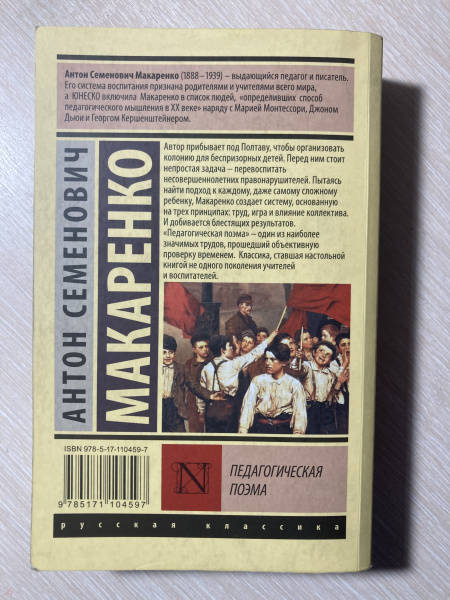 Антон Семенович Макаренко (1888–1939) – выдающийся педагог и писатель.
Его система воспитания признана родителями и учителями всего мира,
а ЮНЕСКО включила Макаренко в список людей, «определивших способ
педагогического мышления в XX веке» наряду с Марией Монтессори, Джоном
Дьюи и Георгом Кершенштейнером.
АНТОН СЕМЕНОВИЧ
МАКАРЕНКО
Автор прибывает под Полтаву, чтобы организовать
колонию для беспризорных детей. Перед ним стоит
непростая задача – перевоспитать
несовершеннолетних правонарушителей. Пытаясь
найти подход к каждому, даже самому сложному
ребенку, Макаренко создает систему, основанную
на трех принципах: труд, игра и влияние коллектива.
И добивается блестящих результатов.
«Педагогическая поэма» – один из наиболее
значимых трудов, прошедший объективную
проверку временем. Классика, ставшая настольной
книгой не одного поколения учителей
и воспитателей.
ISBN 978-5-17-110459-7
9 785171 104597
N
ПЕДАГОГИЧЕСКАЯ
ПОЭМА
русская классика